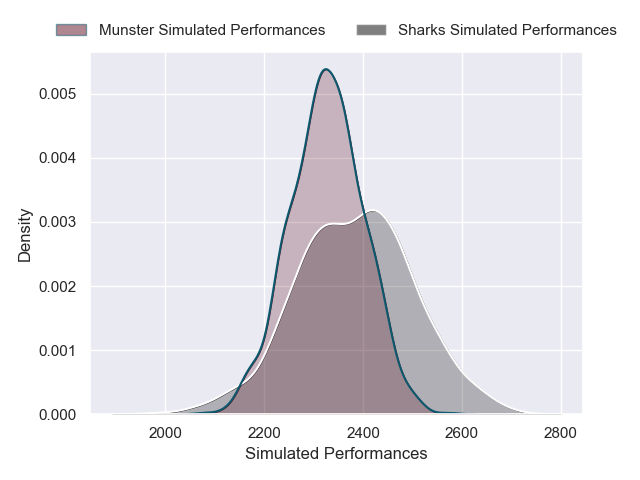 Munster Simulated Performances Sharks Simulated Performances
0.005
0.004
0.003
0.002
0.001
0.000
Density
2000 2200 2400 2600 2800
Simulated Performances